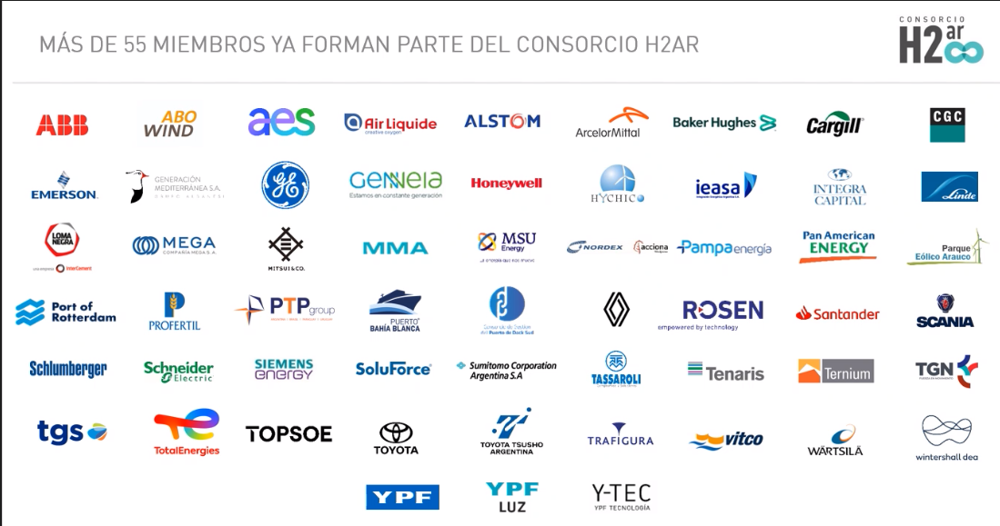 CONSORCIO
MÁS DE 55 MIEMBROS YA FORMAN PARTE DEL CONSORCIO H2AR
H2ar
ABB
ABO
WIND
aes
Air Liquide
creative oxygen
ALSTOM
ArcelorMittal
Baker Hughes
Cargill
CGC
EMERSON
GENERACIÓN
MEDITERRÁNEA S.A.
GE
GENNEIA
Estamos en constante generación
Honeywell
HYCHICO
ieasa
INTEGRA
CAPITAL
Linde
LOMA
NEGRA
una empresa InterCement
MEGA
COMPAÑÍA MEGA S.A.
MITSUI & CO.
MMA
MSU
Energy
La energía que nos mueve
NORDEX acciona
Pampa energía
Pan American
ENERGY
Parque
Eólico Arauco
Port of
Rotterdam
PROFERTIL
PTP group
PUERTO
BAHÍA BLANCA
Consorcio de Gestión
del Puerto de Dock Sud
ROSEN
empowered by technology
Santander
SCANIA
Schlumberger
Schneider
Electric
SIEMENS
energy
SoluForce
Sumitomo Corporation
Argentina S.A
TASSAROLI
Tenaris
Ternium
TGN
tgs
TotalEnergies
TOPSOE
TOYOTA
TOYOTA TSUSHO
ARGENTINA
TRAFIGURA
vitco
WÄRTSILÄ
wintershall dea
YPF
YPF
LUZ
Y-TEC
YPF TECNOLOGÍA